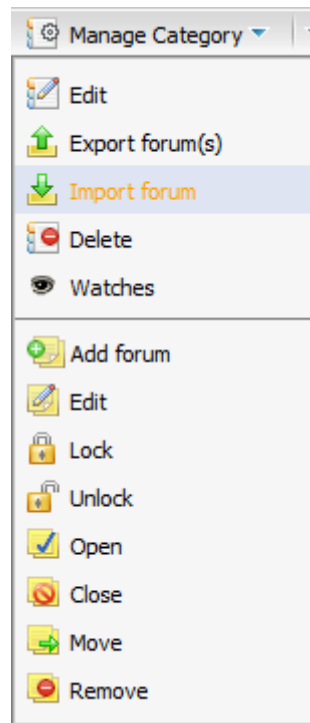 Manage Category
Edit
Export forum(s)
Import forum
Delete
Watches
Add forum
Edit
Lock
Unlock
Open
Close
Move
Remove